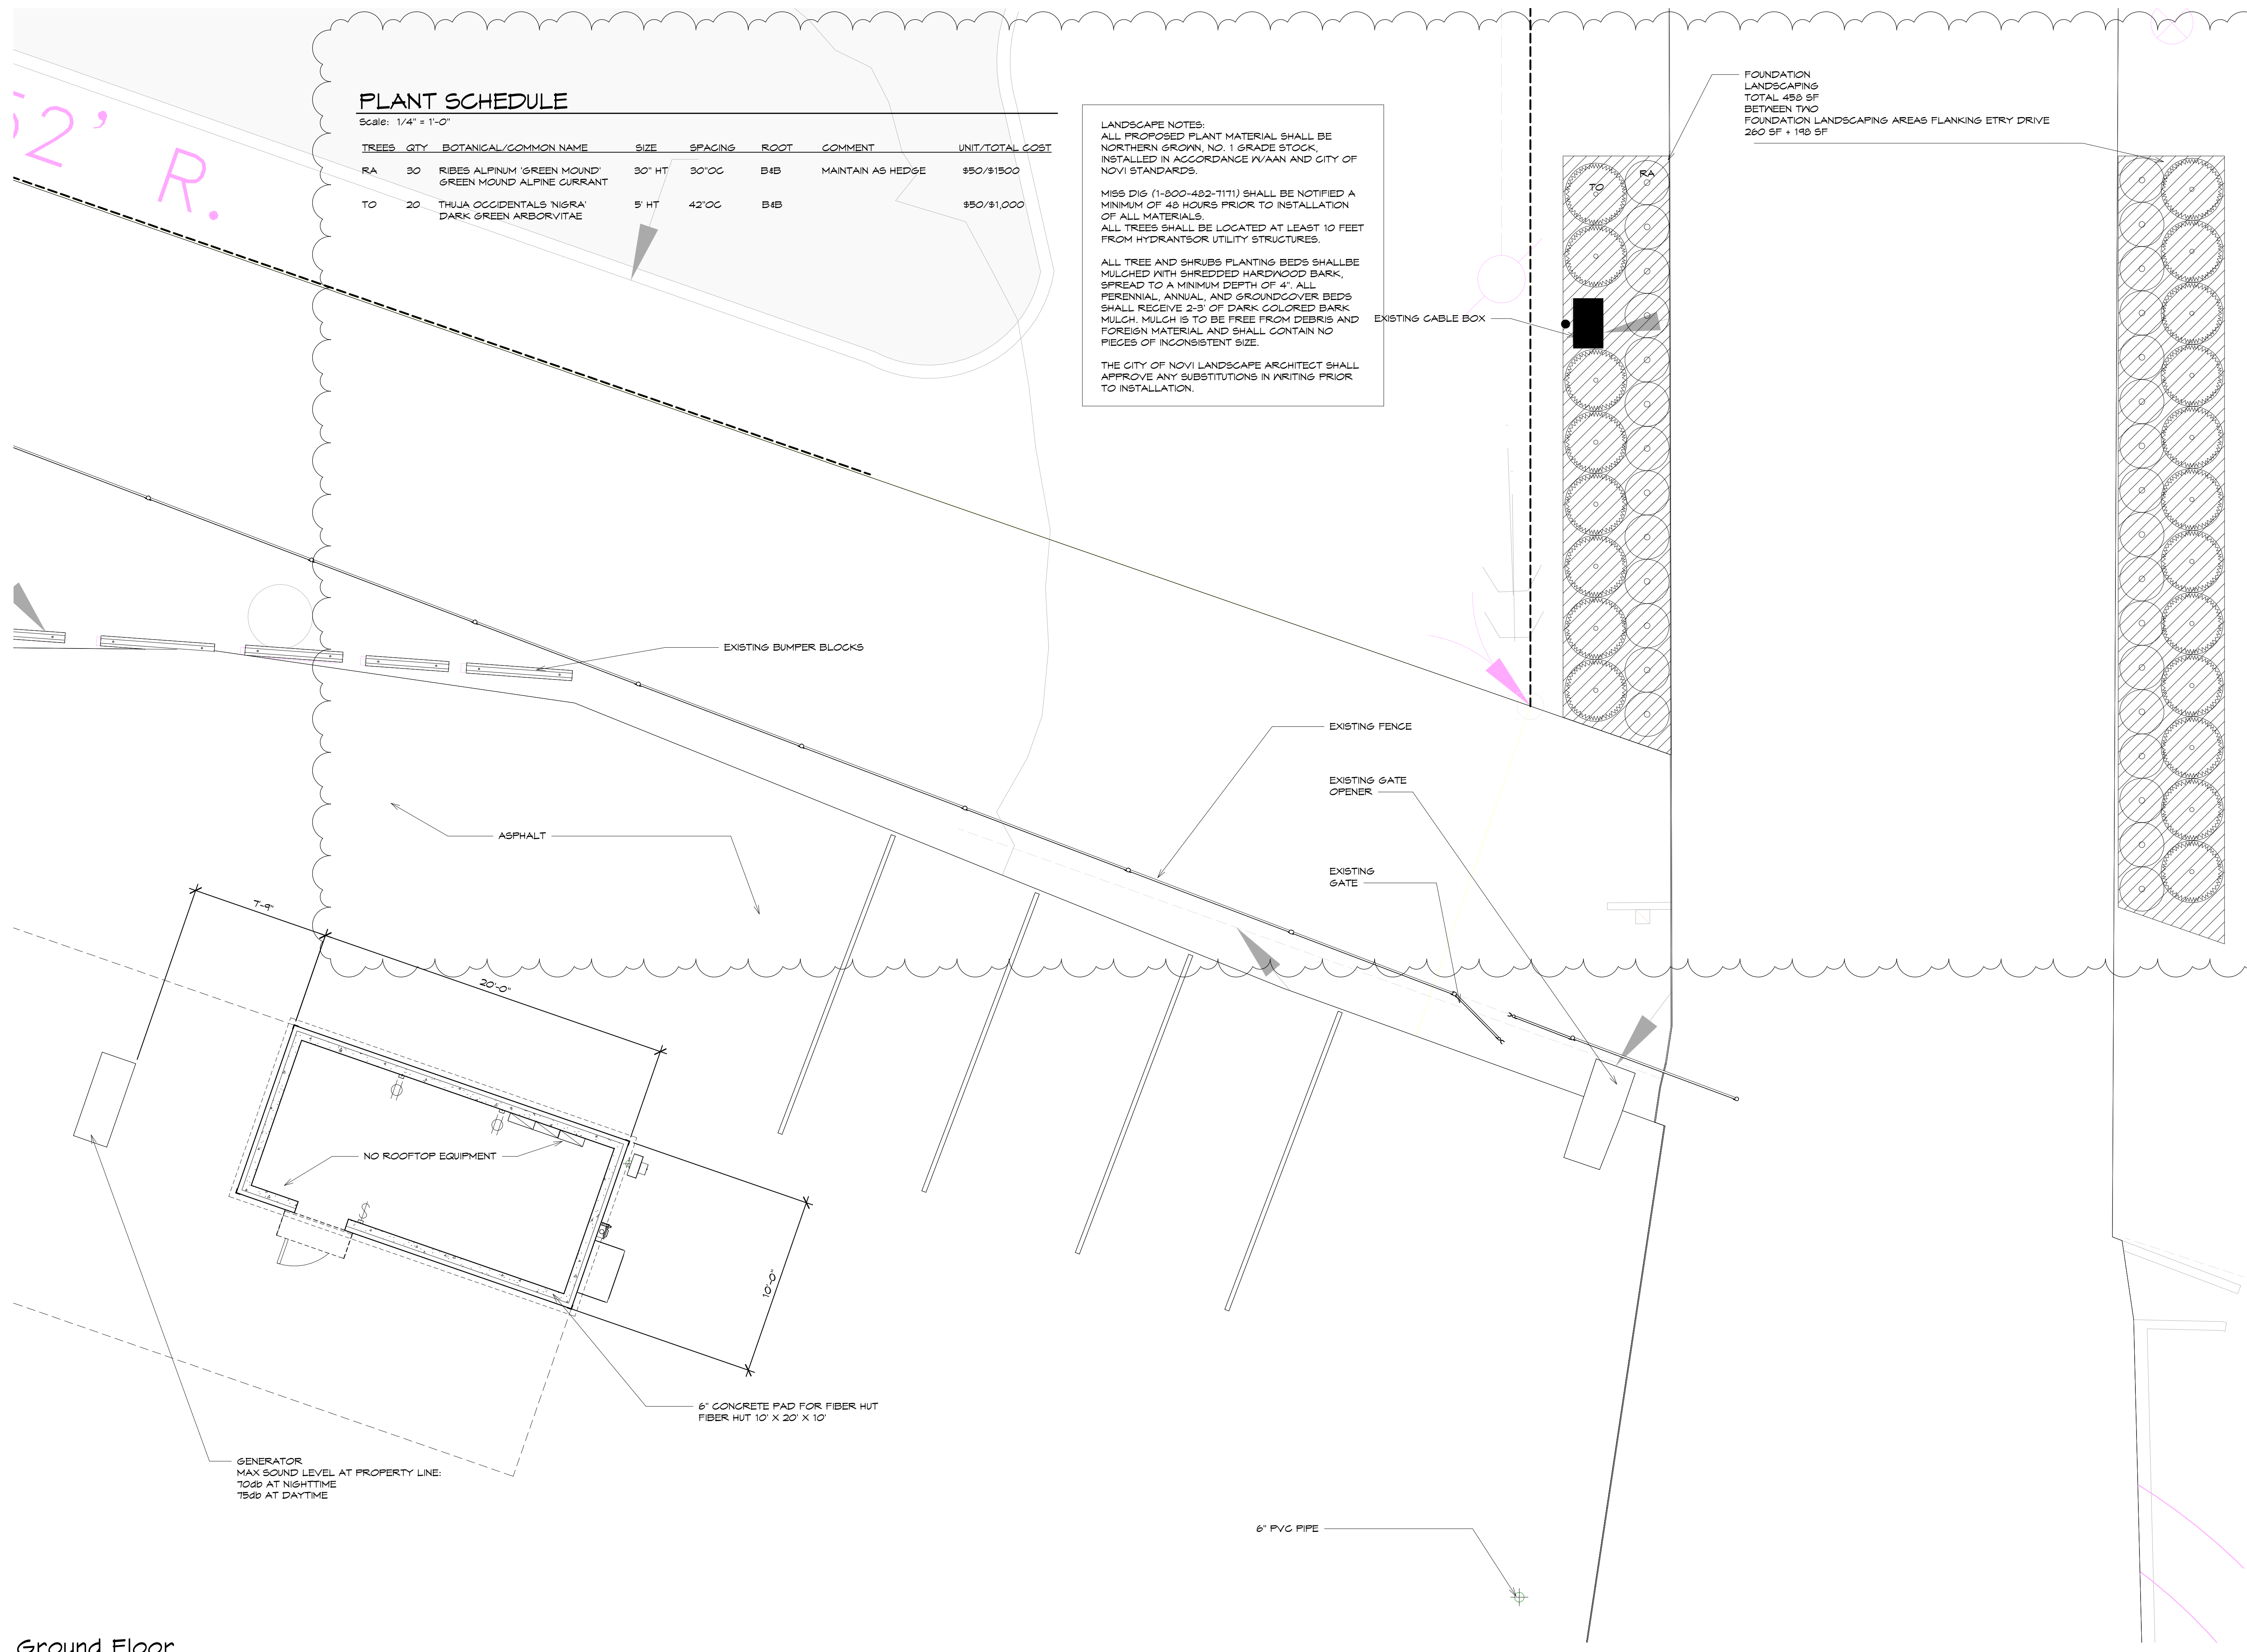 52' R.
PLANT SCHEDULE
Scale: 1/4" = 1'-0"
TREES QTY BOTANICAL/COMMON NAME SIZE SPACING ROOT COMMENT UNIT/TOTAL COST
RA 30 RIBES ALPINUM 'GREEN MOUND' 30" HT 30"OC B&B MAINTAIN AS HEDGE $50/$1500
GREEN MOUND ALPINE CURRANT
TO 20 THUJA OCCIDENTALS 'NIGRA' 5' HT 42"OC B&B $50/$1,000
DARK GREEN ARBORVITAE
LANDSCAPE NOTES:
ALL PROPOSED PLANT MATERIAL SHALL BE
NORTHERN GROWN, NO. 1 GRADE STOCK,
INSTALLED IN ACCORDANCE W/AAN AND CITY OF
NOVI STANDARDS.
MISS DIG (1-800-482-7171) SHALL BE NOTIFIED A
MINIMUM OF 48 HOURS PRIOR TO INSTALLATION
OF ALL MATERIALS.
ALL TREES SHALL BE LOCATED AT LEAST 10 FEET
FROM HYDRANTSOR UTILITY STRUCTURES.
ALL TREE AND SHRUBS PLANTING BEDS SHALLBE
MULCHED WITH SHREDDED HARDWOOD BARK,
SPREAD TO A MINIMUM DEPTH OF 4". ALL
PERENNIAL, ANNUAL, AND GROUNDCOVER BEDS
SHALL RECEIVE 2-3' OF DARK COLORED BARK
MULCH. MULCH IS TO BE FREE FROM DEBRIS AND
FOREIGN MATERIAL AND SHALL CONTAIN NO
PIECES OF INCONSISTENT SIZE.
THE CITY OF NOVI LANDSCAPE ARCHITECT SHALL
APPROVE ANY SUBSTITUTIONS IN WRITING PRIOR
TO INSTALLATION.
FOUNDATION
LANDSCAPING
TOTAL 458 SF
BETWEEN TWO
FOUNDATION LANDSCAPING AREAS FLANKING ETRY DRIVE
260 SF + 198 SF
TO
RA
EXISTING CABLE BOX
EXISTING BUMPER BLOCKS
EXISTING FENCE
EXISTING GATE
OPENER
ASPHALT
EXISTING
GATE
7'-9"
20'-0"
NO ROOFTOP EQUIPMENT
$
10'-0"
6" CONCRETE PAD FOR FIBER HUT
FIBER HUT 10' X 20' X 10'
GENERATOR
MAX SOUND LEVEL AT PROPERTY LINE:
70db AT NIGHTTIME
75db AT DAYTIME
6" PVC PIPE
Ground Floor